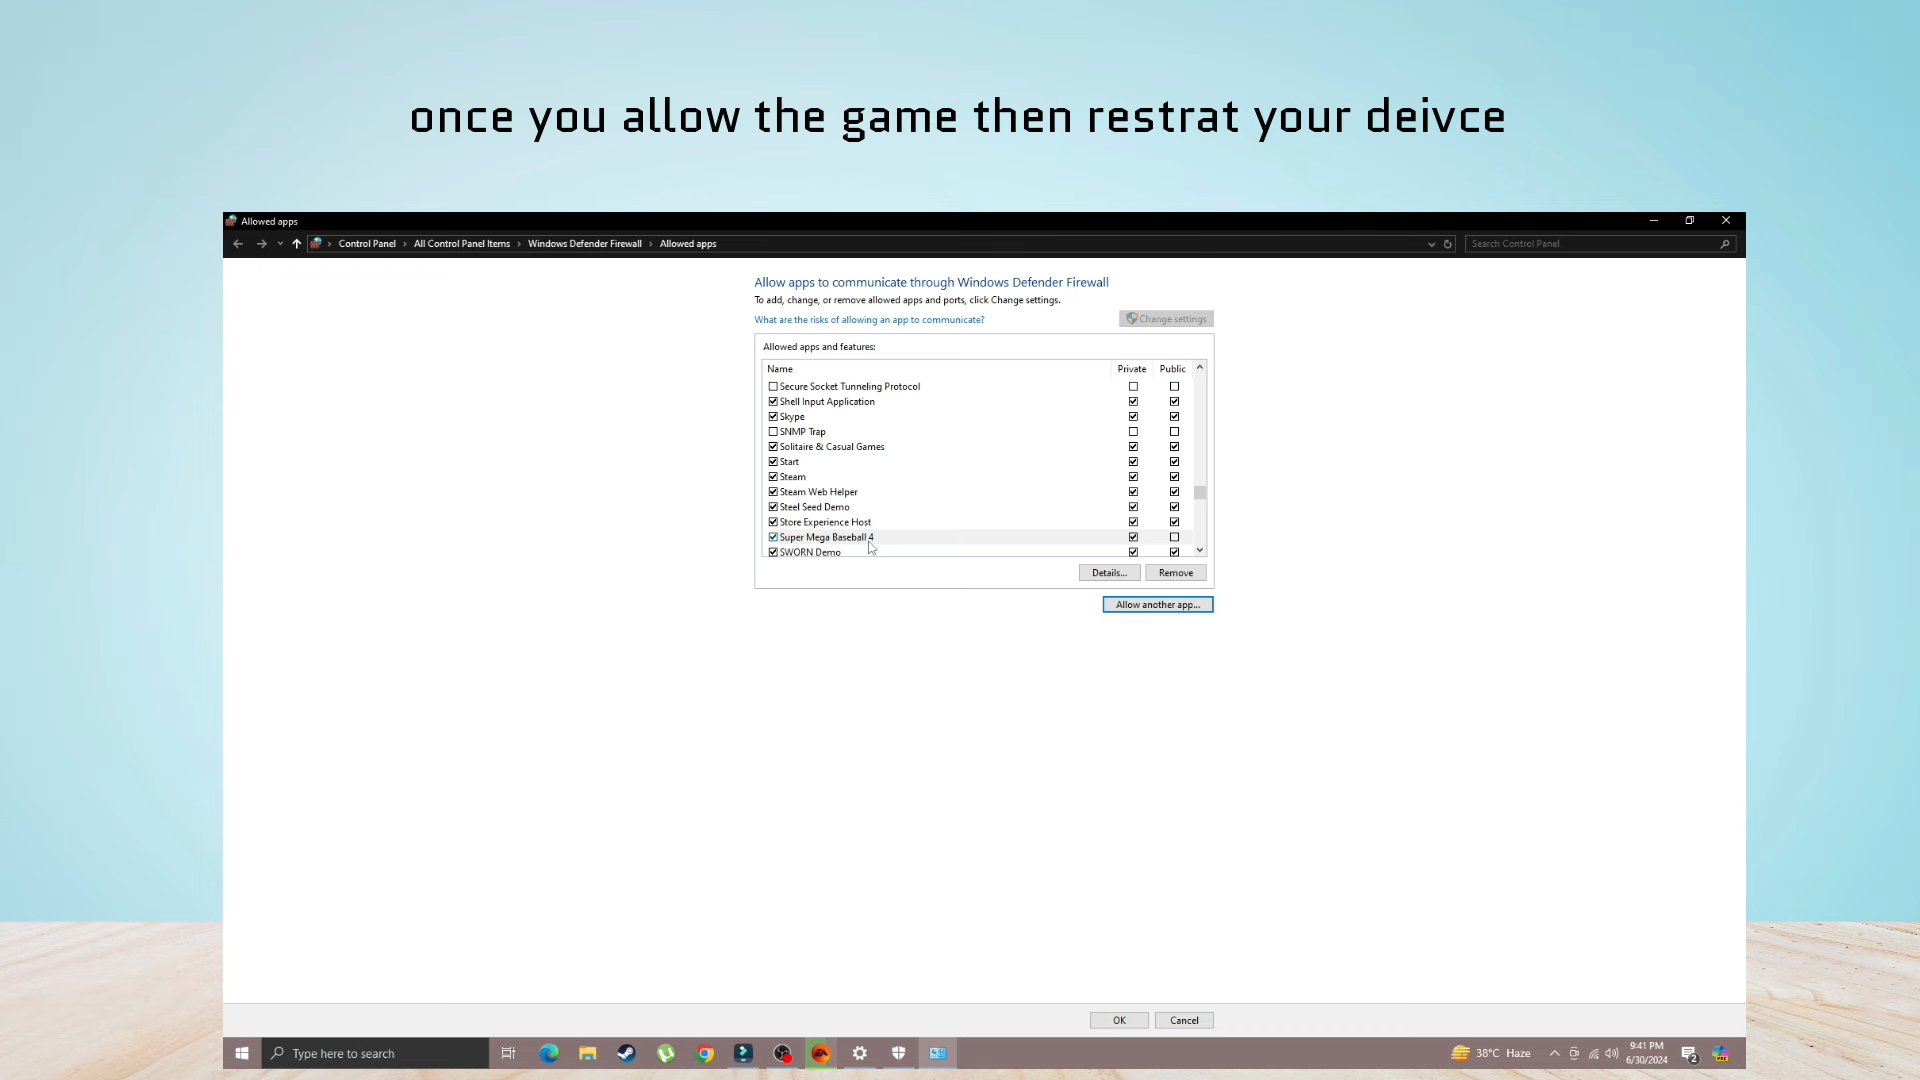 once you allow the game then restrat your deivce
Allowed apps
Control Panel > All Control Panel Items > Windows Defender Firewall > Allowed apps
Search Control Panel
Allow apps to communicate through Windows Defender Firewall
To add, change, or remove allowed apps and ports, click Change settings.
What are the risks of allowing an app to communicate?
Change settings
Allowed apps and features:
Name Private Public
Secure Socket Tunneling Protocol
Shell Input Application
Skype
SNMP Trap
Solitaire & Casual Games
Start
Steam
Steam Web Helper
Steel Seed Demo
Store Experience Host
Super Mega Baseball 4
SWORN Demo
Details... Remove
Allow another app...
OK Cancel
Type here to search
EA
38°C Haze
9:41 PM
6/30/2024
2
PRE